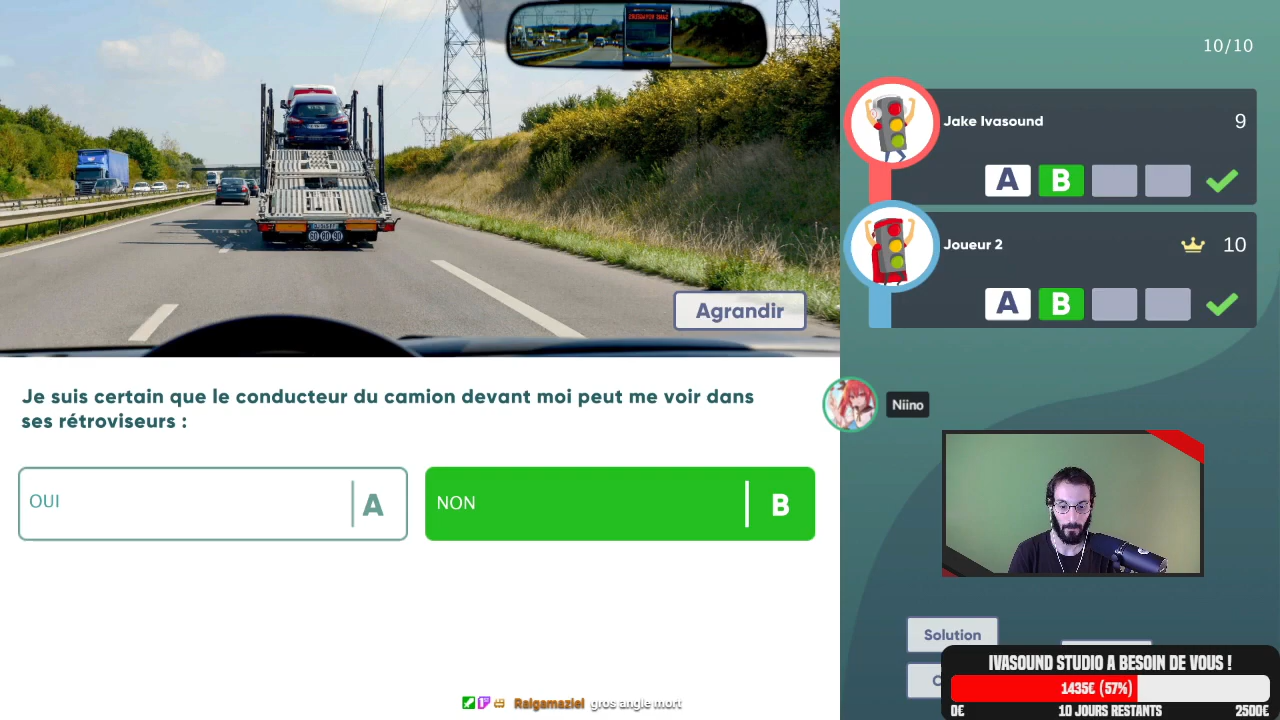 10/10
Jake Ivasound
9
A
B
Joueur 2
10
A
B
Agrandir
Je suis certain que le conducteur du camion devant moi peut me voir dans
ses rétroviseurs :
OUI
A
NON
B
Niino
Solution
IVASOUND STUDIO A BESOIN DE VOUS !
1435€ (57%)
0€
10 JOURS RESTANTS
2500€
Raigamaziel gros angle mort